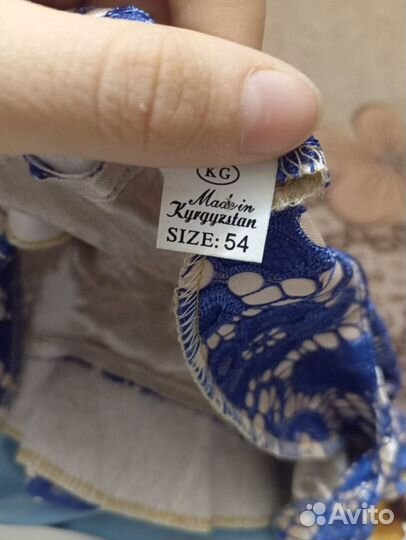 KG
Made in
Kyrgyzstan
SIZE: 54
Avito